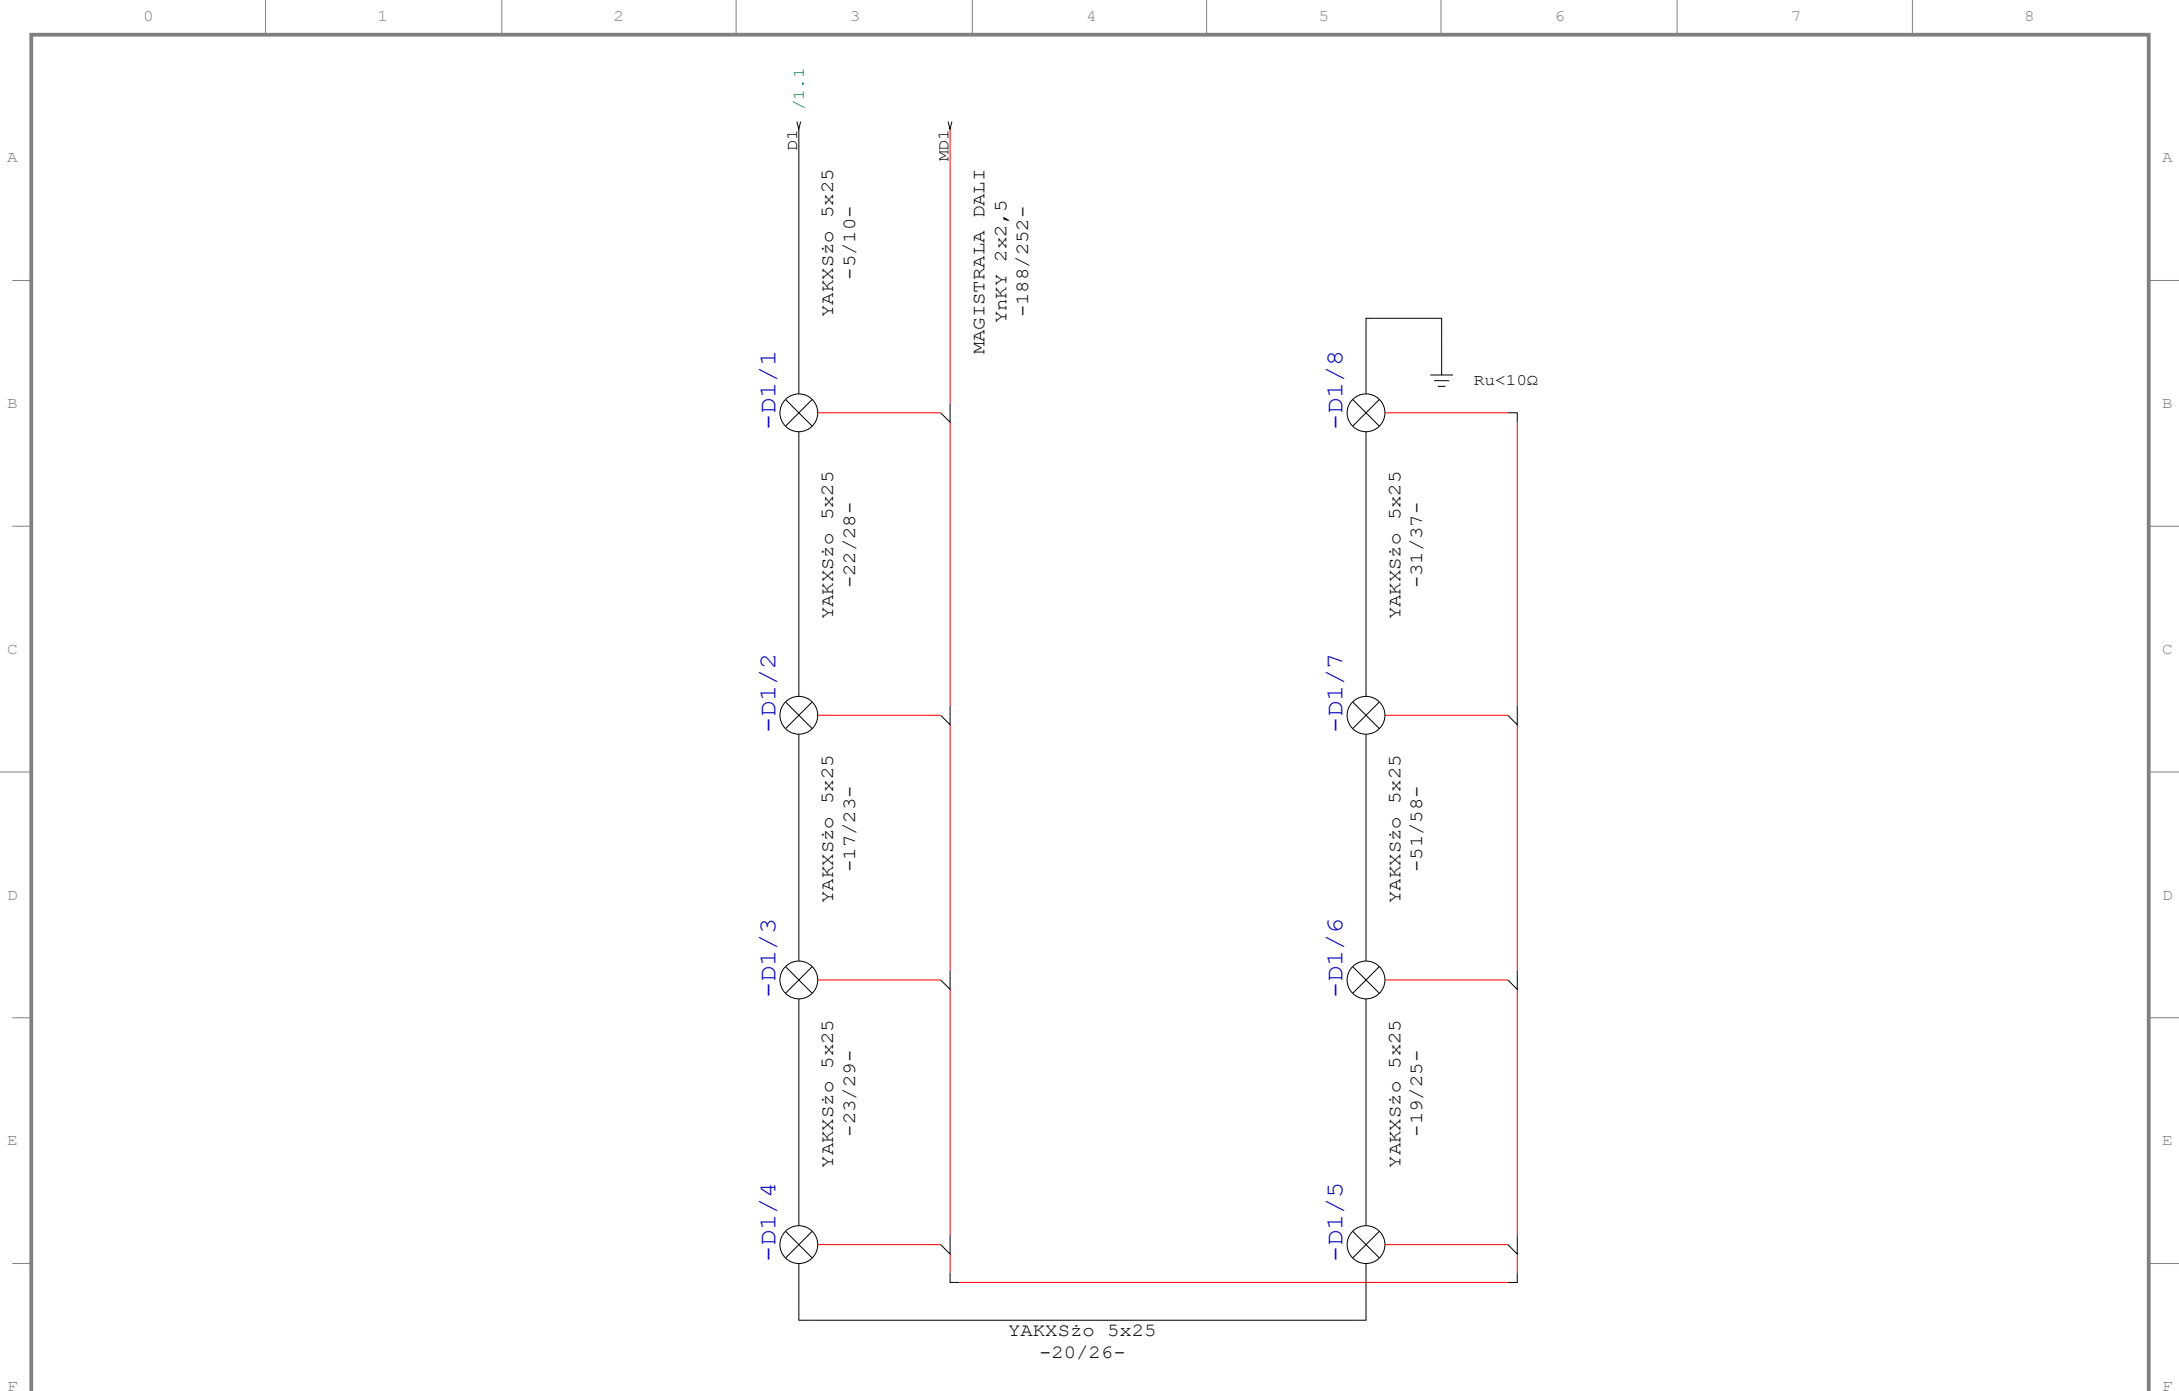 0 1 2 3 4 5 6 7 8
/1.1
D1
MD1
A
A
YAKXSżo 5x25
-5/10-
MAGISTRALA DALI
YnKY 2x2,5
-188/252-
-D1/1
-D1/8
Ru<10Ω
B
B
YAKXSżo 5x25
-22/28-
YAKXSżo 5x25
-31/37-
C
C
-D1/2
-D1/7
YAKXSżo 5x25
-17/23-
YAKXSżo 5x25
-51/58-
D
D
-D1/3
-D1/6
YAKXSżo 5x25
-23/29-
YAKXSżo 5x25
-19/25-
E
E
-D1/4
-D1/5
YAKXSżo 5x25
-20/26-
F
F